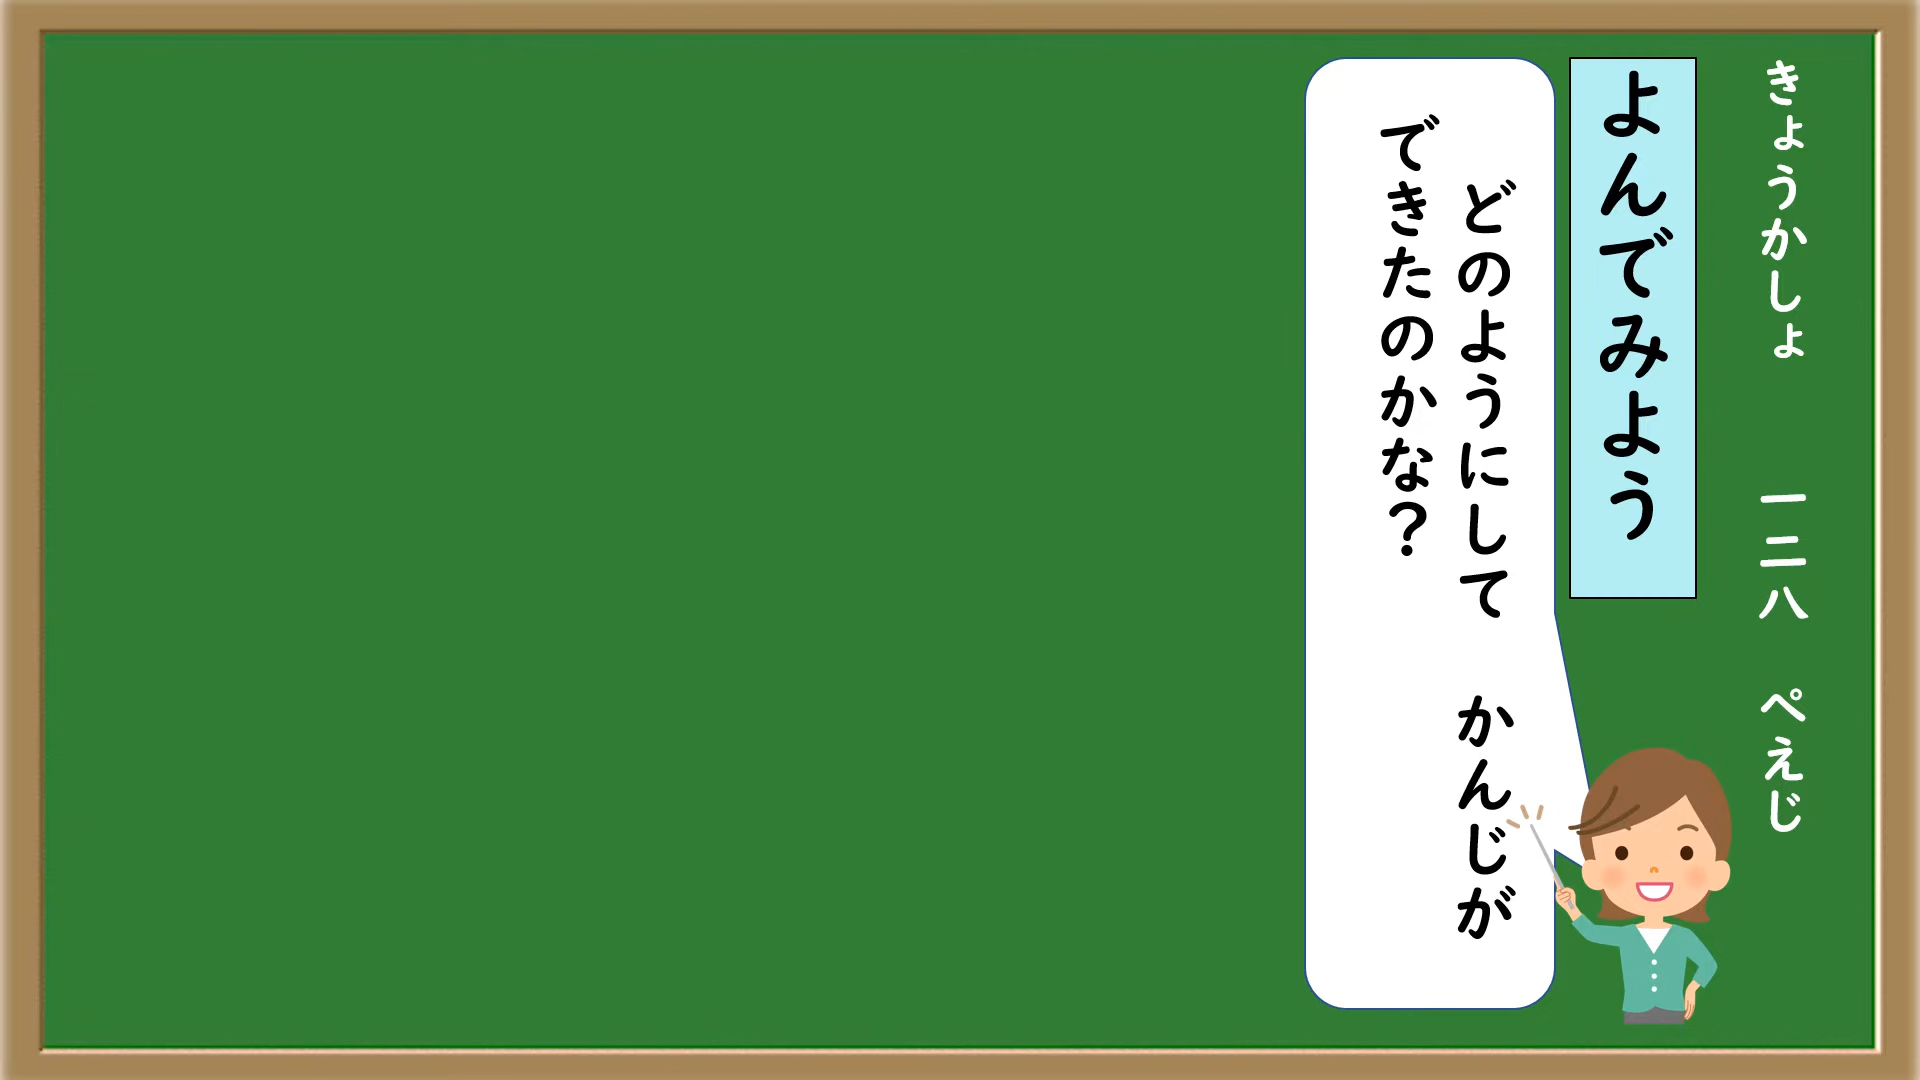 きょうかしょ　一二八　ぺえじ
よんでみよう
どのようにして　かんじが
できたのかな？